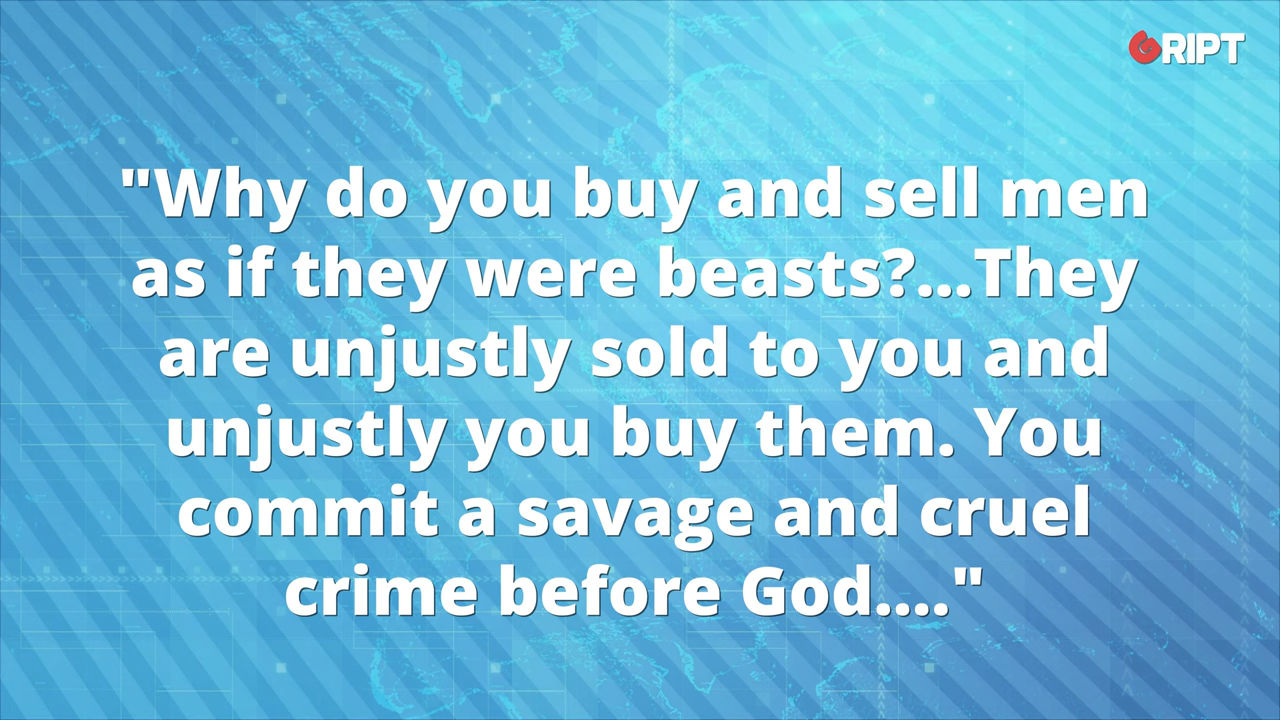 GRIPT
"Why do you buy and sell men
as if they were beasts?...They
are unjustly sold to you and
unjustly you buy them. You
commit a savage and cruel
crime before God...."